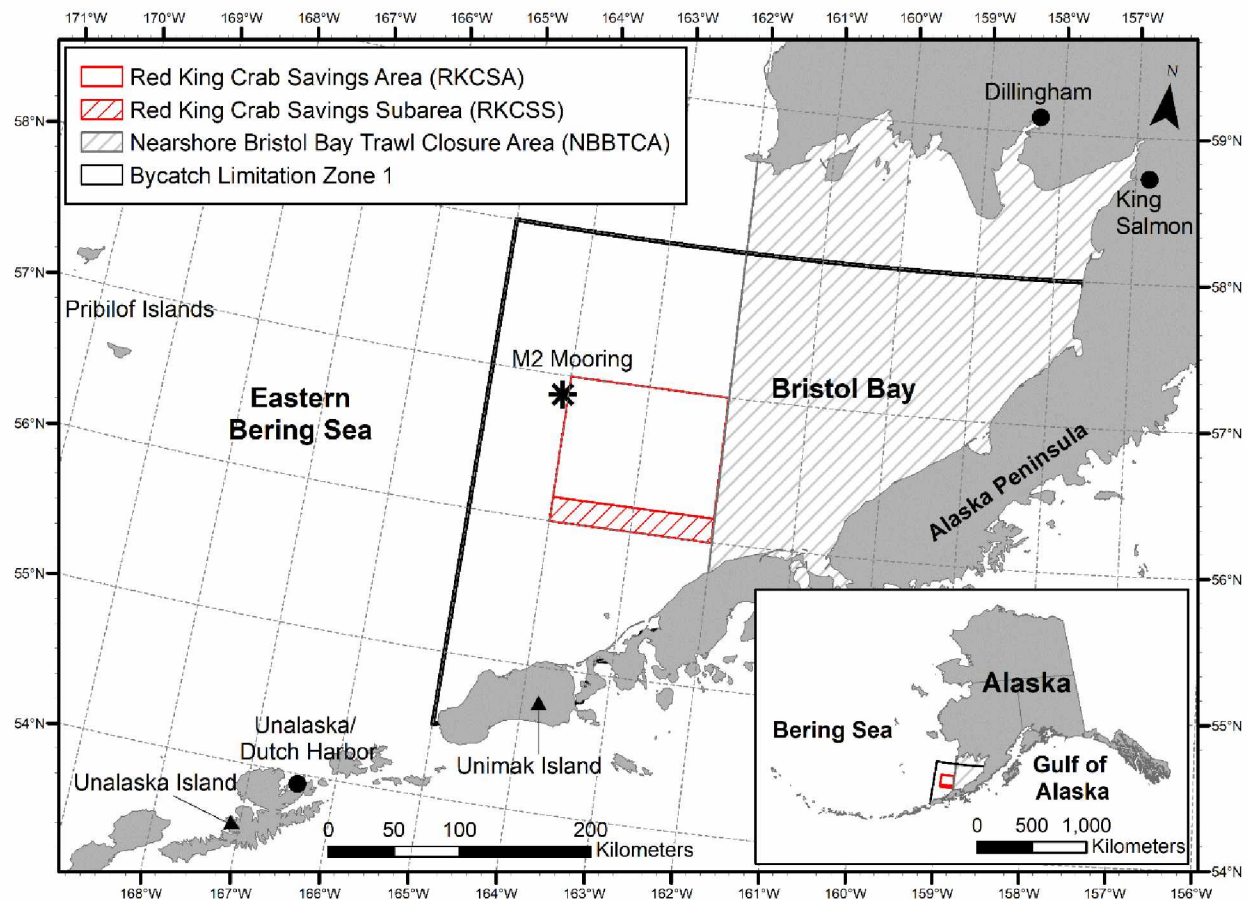 171°W 170°W 169°W 168°W 167°W 166°W 165°W 164°W 163°W 162°W 161°W 160°W 159°W 158°W 157°W
Red King Crab Savings Area (RKCSA)
Red King Crab Savings Subarea (RKCSS)
Nearshore Bristol Bay Trawl Closure Area (NBBTCA)
Bycatch Limitation Zone 1
N
Dillingham
King
Salmon
58°N
59°N
57°N
58°N
Pribilof Islands
M2 Mooring
Eastern
Bering Sea
Bristol Bay
56°N
57°N
Alaska Peninsula
55°N
56°N
54°N
55°N
54°N
Unalaska/
Dutch Harbor
Unalaska Island
Unimak Island
0 50 100 200
Kilometers
Alaska
Bering Sea
Gulf of
Alaska
0 500 1,000
Kilometers
168°W 167°W 166°W 165°W 164°W 163°W 162°W 161°W 160°W 159°W 158°W 157°W 156°W